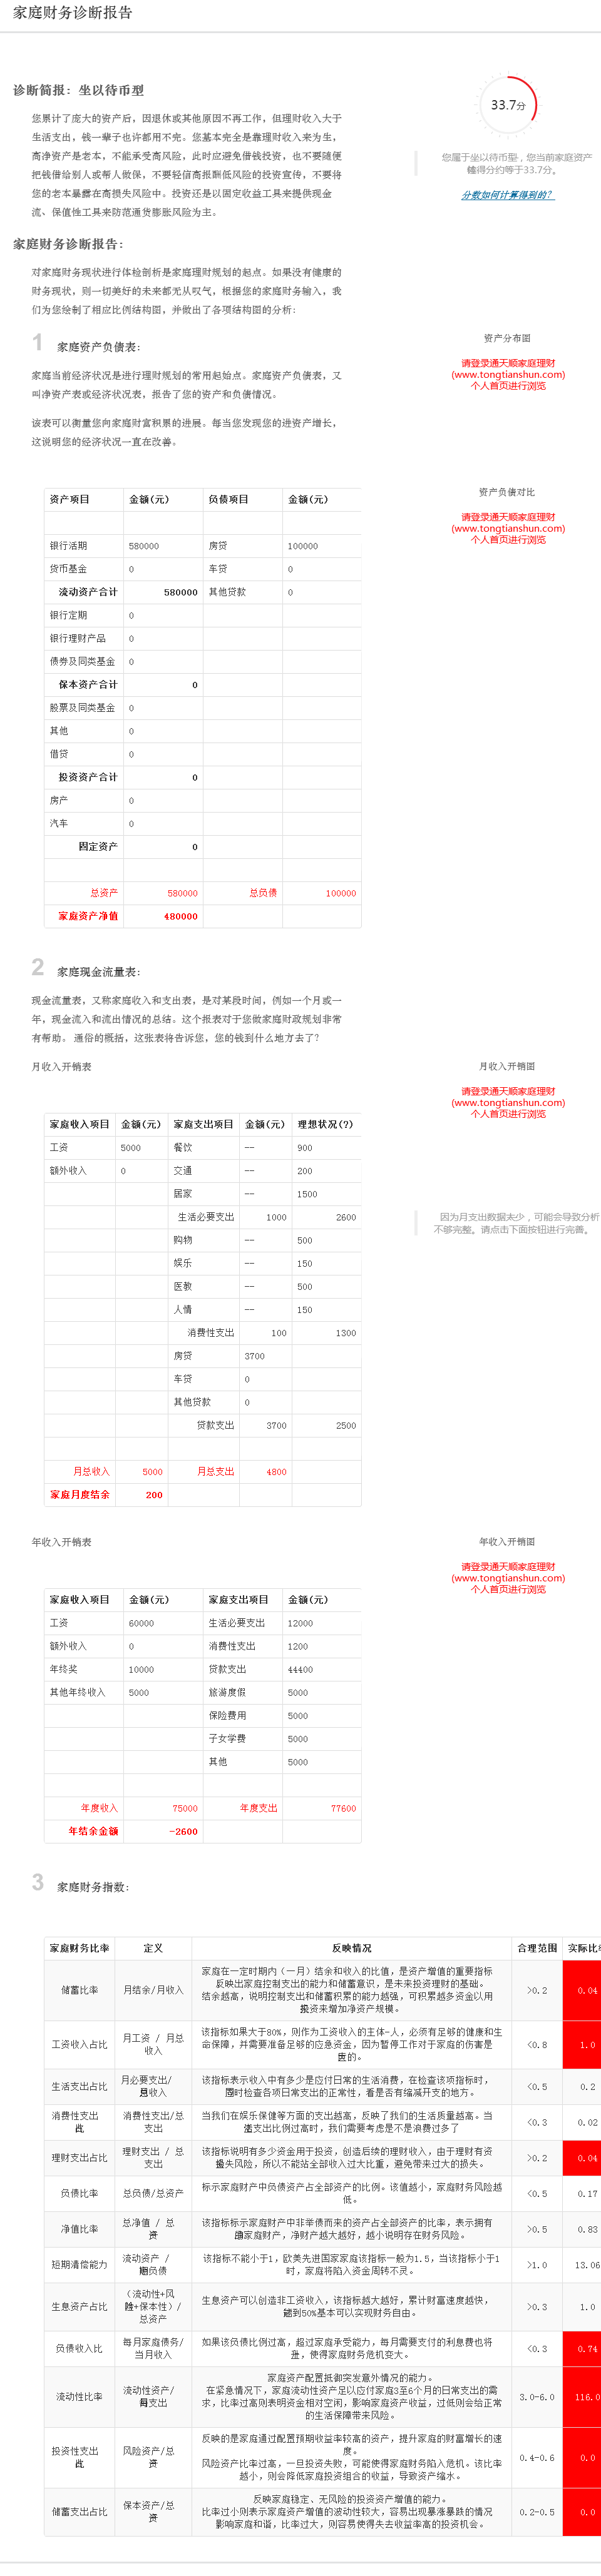 家庭财务诊断报告
诊断简报: 坐以待币型
您累计了庞大的资产后, 因退休或其他原因不再工作, 但理财收入大于
生活支出, 钱一辈子也许都用不完。您基本完全是靠理财收入来为生,
高净资产是老本, 不能承受高风险, 此时应避免借钱投资, 也不要随便
把钱借给别人或帮人做保, 不要轻信高报酬低风险的投资宣传, 不要将
您的老本暴露在高损失风险中。投资还是以固定收益工具来提供现金
流、保值性工具来防范通货膨胀风险为主。
33.7分
您属于坐以待币型, 您当前家庭资产
得分约等于33.7分。
分数如何计算得到的?
家庭财务诊断报告:
对家庭财务现状进行体检剖析是家庭理财规划的起点。如果没有健康的
财务现状, 则一切美好的未来都无从叹气, 根据您的家庭财务输入, 我
们为您绘制了相应比例结构图, 并做出了各项结构图的分析:
1 家庭资产负债表:
家庭当前经济状况是进行理财规划的常用起始点。家庭资产负债表, 又
叫净资产表或经济状况表, 报告了您的资产和负债情况。
该表可以衡量您向家庭财富积累的进展。每当您发现您的进资产增长,
这说明您的经济状况一直在改善。
资产分布图
请登录通天顺家庭理财
(www.tongtianshun.com)
个人首页进行浏览
资产项目 金额(元) 负债项目 金额(元)
银行活期 580000 房贷 100000
货币基金 0 车贷 0
流动资产合计 580000 其他贷款 0
银行定期 0
银行理财产品 0
债券及同类基金 0
保本资产合计 0
股票及同类基金 0
其他 0
借贷 0
投资资产合计 0
房产 0
汽车 0
固定资产 0
总资产 580000 总负债 100000
家庭资产净值 480000
资产负债对比
请登录通天顺家庭理财
(www.tongtianshun.com)
个人首页进行浏览
2 家庭现金流量表:
现金流量表, 又称家庭收入和支出表, 是对某段时间, 例如一个月或一
年, 现金流入和流出情况的总结。这个报表对于您做家庭财政规划非常
有帮助。 通俗的概括, 这张表将告诉您, 您的钱到什么地方去了?
月收入开销表
月收入开销图
请登录通天顺家庭理财
(www.tongtianshun.com)
个人首页进行浏览
家庭收入项目 金额(元) 家庭支出项目 金额(元) 理想状况(?)
工资 5000 餐饮 -- 900
额外收入 0 交通 -- 200
居家 -- 1500
生活必要支出 1000 2600
购物 -- 500
娱乐 -- 150
医教 -- 500
人情 -- 150
消费性支出 100 1300
房贷 3700
车贷 0
其他贷款 0
贷款支出 3700 2500
月总收入 5000 月总支出 4800
家庭月度结余 200
因为月支出数据太少, 可能会导致分析
不够完整。请点击下面按钮进行完善。
年收入开销表
年收入开销图
请登录通天顺家庭理财
(www.tongtianshun.com)
个人首页进行浏览
家庭收入项目 金额(元) 家庭支出项目 金额(元)
工资 60000 生活必要支出 12000
额外收入 0 消费性支出 1200
年终奖 10000 贷款支出 44400
其他年终收入 5000 旅游度假 5000
保险费用 5000
子女学费 5000
其他 5000
年度收入 75000 年度支出 77600
年结余金额 -2600
3 家庭财务指数:
家庭财务比率 定义 反映情况 合理范围 实际比
储蓄比率 月结余/月收入
家庭在一定时期内（一月）结余和收入的比值, 是资产增值的重要指标
反映出家庭控制支出的能力和储蓄意识, 是未来投资理财的基础。
结余越高, 说明控制支出和储蓄积累的能力越强, 可积累越多资金以用
投资来增加净资产规模。
>0.2 0.04
工资收入占比 月工资 / 月总
收入
该指标如果大于80%, 则作为工资收入的主体-人, 必须有足够的健康和生
命保障, 并需要准备足够的应急资金, 因为暂停工作对于家庭的伤害是
的。
<0.8 1.0
生活支出占比 月必要支出/
月收入
该指标表示收入中有多少是应付日常的生活消费, 在检查该项指标时,
同时检查各项日常支出的正常性, 看是否有缩减开支的地方。
<0.5 0.2
消费性支出
占比
消费性支出/总
支出
当我们在娱乐保健等方面的支出越高, 反映了我们的生活质量越高。当
支出比例过高时, 我们需要考虑是不是浪费过多了
<0.3 0.02
理财支出占比 理财支出 / 总
支出
该指标说明有多少资金用于投资, 创造后续的理财收入, 由于理财有资
损失风险, 所以不能站全部收入过大比重, 避免带来过大的损失。
>0.2 0.04
负债比率 总负债/总资产
标示家庭财产中负债资产占全部资产的比例。该值越小, 家庭财务风险越
低。
<0.5 0.17
净值比率 总净值 / 总
资产
该指标标示家庭财产中非举债而来的资产占全部资产的比率, 表示拥有
家庭财产, 净财产越大越好, 越小说明存在财务风险。
>0.5 0.83
短期清偿能力 流动资产 /
负债
该指标不能小于1, 欧美先进国家家庭该指标一般为1.5, 当该指标小于1
时, 家庭将陷入资金周转不灵。
>1.0 13.06
生息资产占比 （流动性+风
险+保本性）/
总资产
生息资产可以创造非工资收入, 该指标越大越好, 累计财富速度越快,
到50%基本可以实现财务自由。
>0.3 1.0
负债收入比 每月家庭债务/
当月收入
如果该负债比例过高, 超过家庭承受能力, 每月需要支付的利息费也将
上, 使得家庭财务危机变大。
<0.3 0.74
流动性比率 流动性资产/
月支出
家庭资产配置抵御突发意外情况的能力。
在紧急情况下, 家庭流动性资产足以应付家庭3至6个月的日常支出的需
求, 比率过高则表明资金相对空闲, 影响家庭资产收益, 过低则会给正常
的生活保障带来风险。
3.0-6.0 116.0
投资性支出
占比
风险资产/总
资产
反映的是家庭通过配置预期收益率较高的资产, 提升家庭的财富增长的速
度。
风险资产比率过高, 一旦投资失败, 可能使得家庭财务陷入危机。该比率
越小, 则会降低家庭投资组合的收益, 导致资产缩水。
0.4-0.6 0.0
储蓄支出占比 保本资产/总
资产
反映家庭稳定、无风险的投资资产增值的能力。
比率过小则表示家庭资产增值的波动性较大, 容易出现暴涨暴跌的情况
影响家庭和谐, 比率过大, 则容易使得失去收益率高的投资机会。
0.2-0.5 0.0